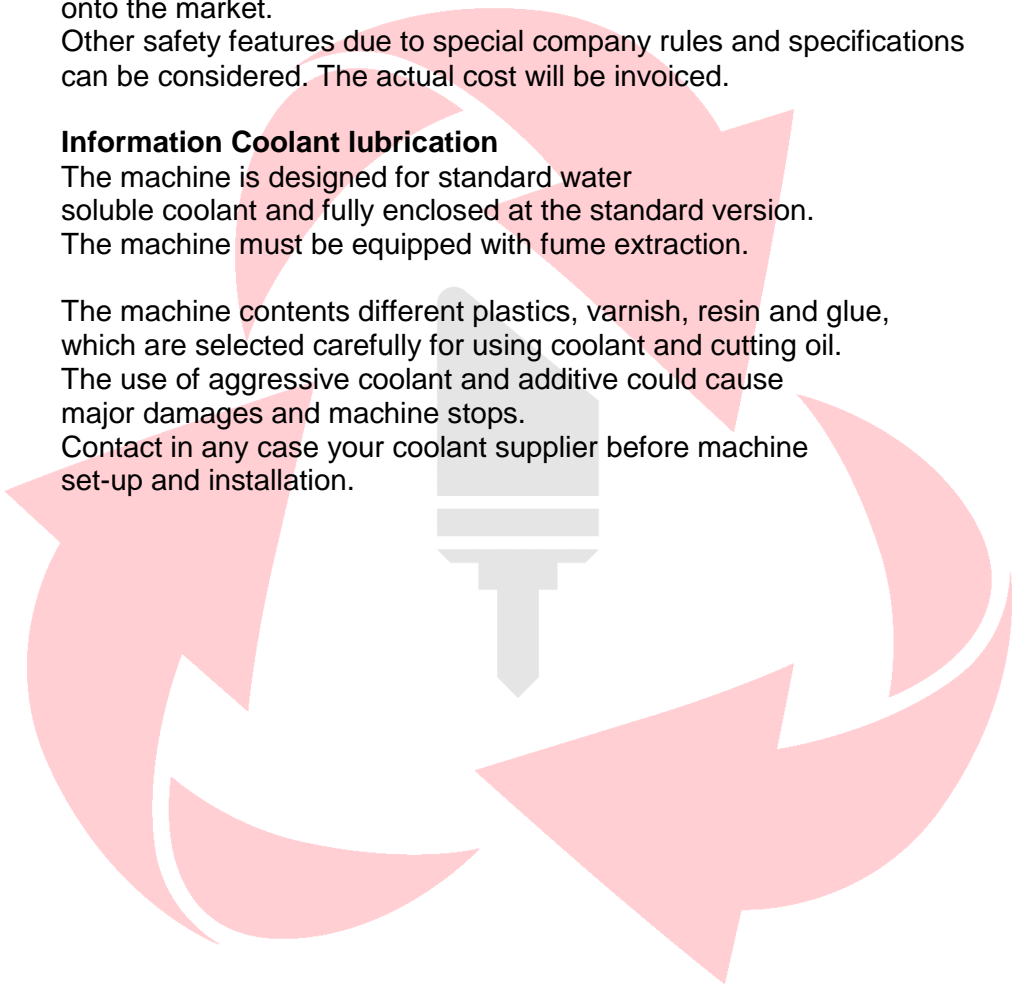 onto the market.
Other safety features due to special company rules and specifications
can be considered. The actual cost will be invoiced.
Information Coolant lubrication
The machine is designed for standard water
soluble coolant and fully enclosed at the standard version.
The machine must be equipped with fume extraction.
The machine contents different plastics, varnish, resin and glue,
which are selected carefully for using coolant and cutting oil.
The use of aggressive coolant and additive could cause
major damages and machine stops.
Contact in any case your coolant supplier before machine
set-up and installation.